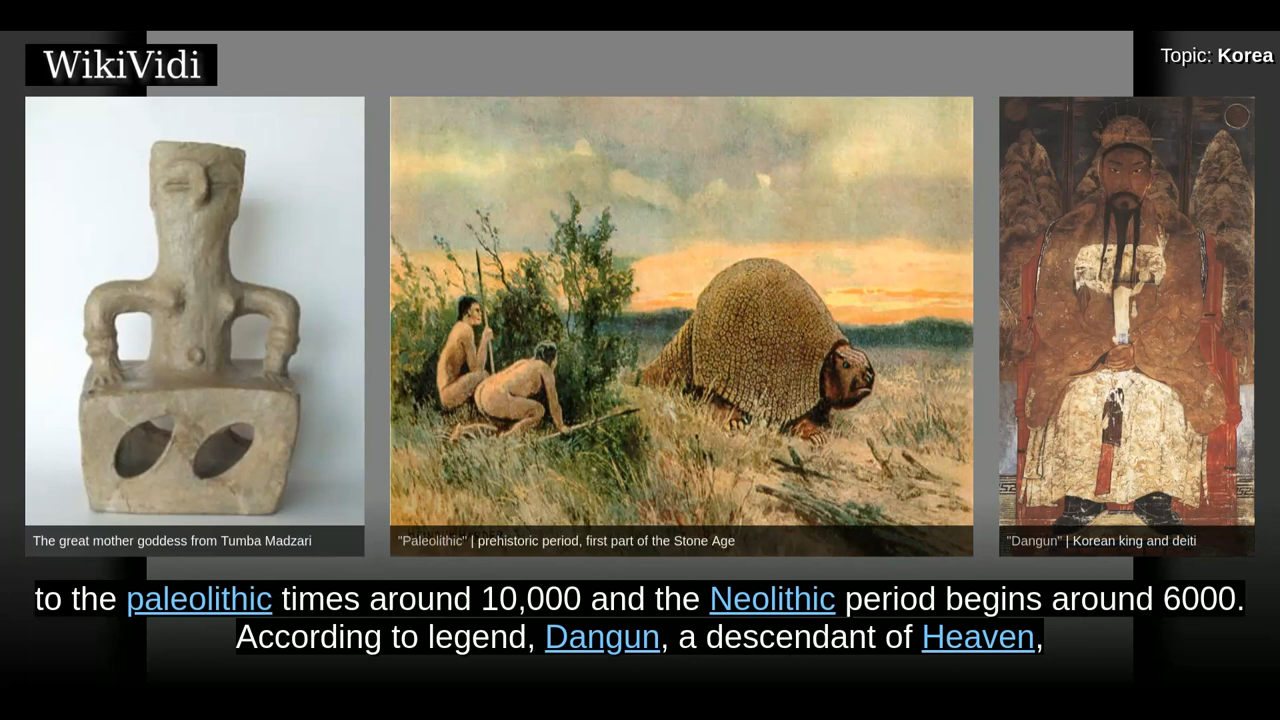 WikiVidi
Topic: Korea
The great mother goddess from Tumba Madzari
"Paleolithic" | prehistoric period, first part of the Stone Age
"Dangun" | Korean king and deiti
to the paleolithic times around 10,000 and the Neolithic period begins around 6000.
According to legend, Dangun, a descendant of Heaven,